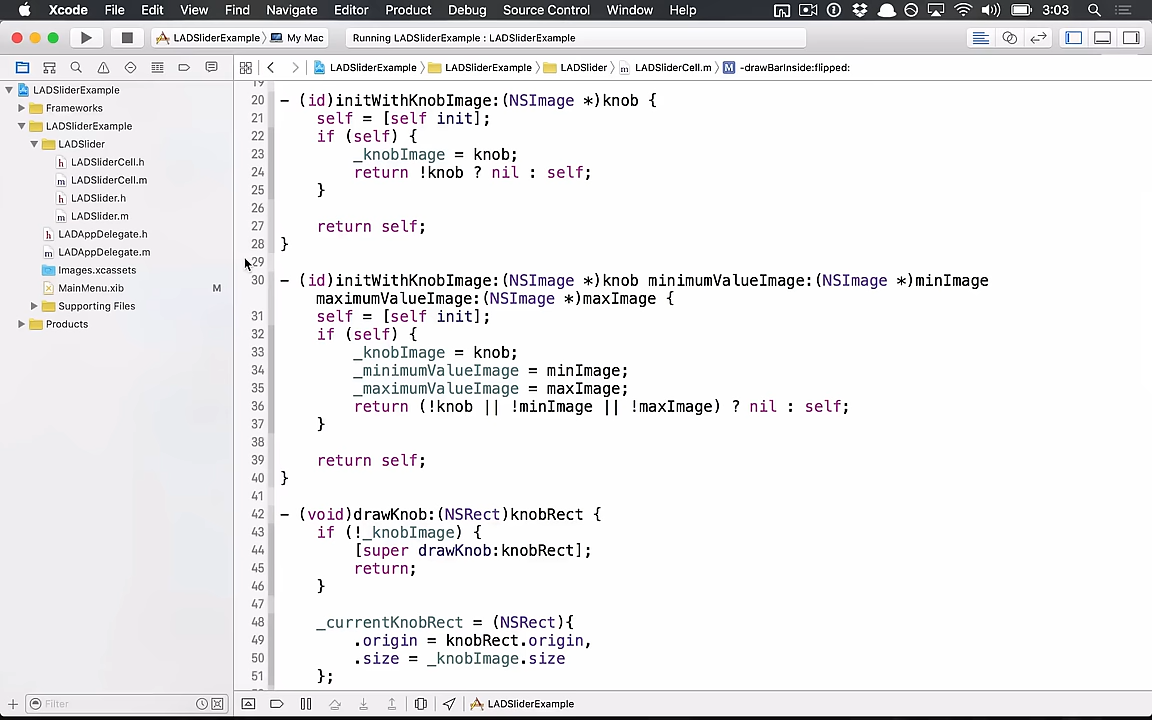 Xcode File Edit View Find Navigate Editor Product Debug Source Control Window Help 3:03
LADSliderExample My Mac Running LADSliderExample : LADSliderExample
LADSliderExample LADSliderExample LADSlider LADSliderCell.m M -drawBarInside:flipped:
LADSliderExample
Frameworks
LADSliderExample
LADSlider
h LADSliderCell.h
m LADSliderCell.m
h LADSlider.h
m LADSlider.m
h LADAppDelegate.h
m LADAppDelegate.m
Images.xcassets
MainMenu.xib M
Supporting Files
Products
Filter
19
20 - (id)initWithKnobImage:(NSImage *)knob {
21 self = [self init];
22 if (self) {
23 _knobImage = knob;
24 return !knob ? nil : self;
25 }
26
27 return self;
28 }
29
30 - (id)initWithKnobImage:(NSImage *)knob minimumValueImage:(NSImage *)minImage
maximumValueImage:(NSImage *)maxImage {
31 self = [self init];
32 if (self) {
33 _knobImage = knob;
34 _minimumValueImage = minImage;
35 _maximumValueImage = maxImage;
36 return (!knob || !minImage || !maxImage) ? nil : self;
37 }
38
39 return self;
40 }
41
42 - (void)drawKnob:(NSRect)knobRect {
43 if (!_knobImage) {
44 [super drawKnob:knobRect];
45 return;
46 }
47
48 _currentKnobRect = (NSRect){
49 .origin = knobRect.origin,
50 .size = _knobImage.size
51 };
LADSliderExample